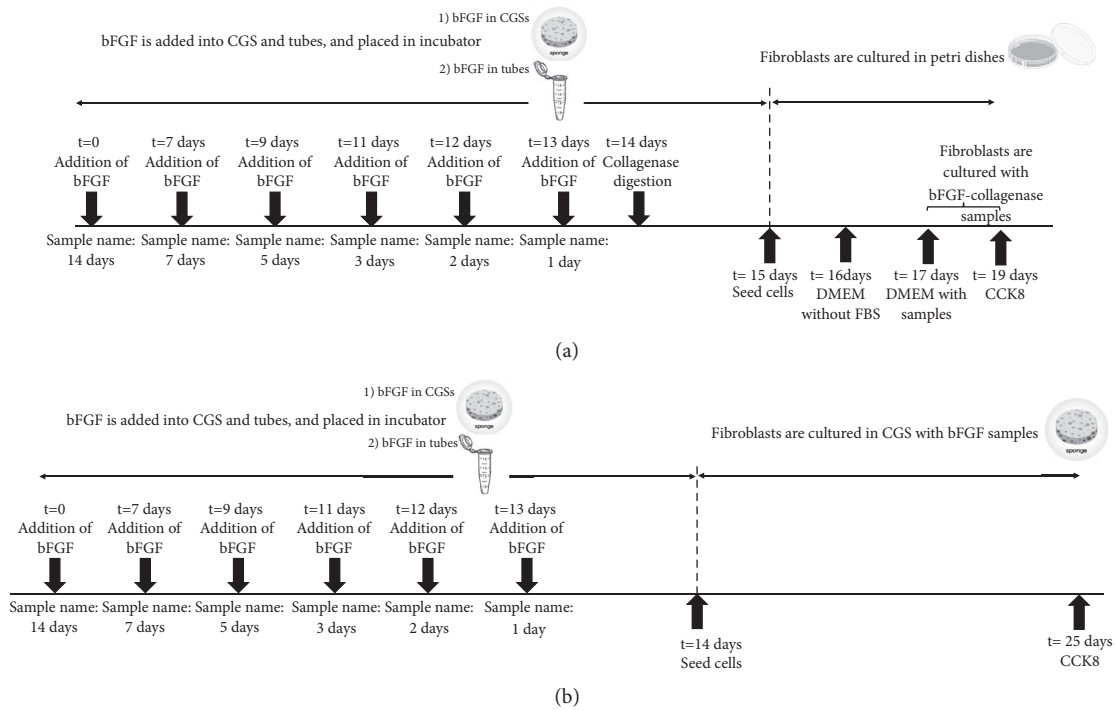 1) bFGF in CGSs
bFGF is added into CGS and tubes, and placed in incubator
sponge
2) bFGF in tubes
Fibroblasts are cultured in petri dishes
t=0
Addition of
bFGF
t=7 days
Addition of
bFGF
t=9 days
Addition of
bFGF
t=11 days
Addition of
bFGF
t=12 days
Addition of
bFGF
t=13 days
Addition of
bFGF
t=14 days
Collagenase
digestion
Fibroblasts are
cultured with
bFGF-collagenase
samples
Sample name:
14 days
Sample name:
7 days
Sample name:
5 days
Sample name:
3 days
Sample name:
2 days
Sample name:
1 day
t= 15 days
Seed cells
t= 16days
DMEM
without FBS
t= 17 days
DMEM with
samples
t= 19 days
CCK8
(a)
1) bFGF in CGSs
bFGF is added into CGS and tubes, and placed in incubator
sponge
2) bFGF in tubes
Fibroblasts are cultured in CGS with bFGF samples
sponge
t=0
Addition of
bFGF
t=7 days
Addition of
bFGF
t=9 days
Addition of
bFGF
t=11 days
Addition of
bFGF
t=12 days
Addition of
bFGF
t=13 days
Addition of
bFGF
Sample name:
14 days
Sample name:
7 days
Sample name:
5 days
Sample name:
3 days
Sample name:
2 days
Sample name:
1 day
t=14 days
Seed cells
t= 25 days
CCK8
(b)